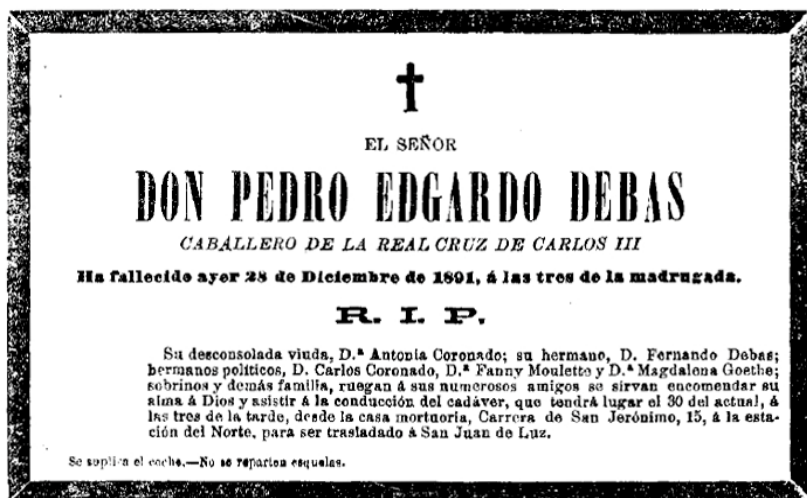 EL SEÑOR
DON PEDRO EDGARDO DEBAS
CABALLERO DE LA REAL CRUZ DE CARLOS III
Ha fallecido ayer 28 de Diciembre de 1891, á las tres de la madrugada.
R. I. P.
Su desconsolada viuda, D.ª Antonia Coronado; su hermano, D. Fernando Debas;
hermanos políticos, D. Carlos Coronado, D.ª Fanny Moulette y D.ª Magdalena Goethe;
sobrinos y demás familia, ruegan á sus numerosos amigos se sirvan encomendar su
alma á Dios y asistir á la conducción del cadáver, que tendrá lugar el 30 del actual, á
las tres de la tarde, desde la casa mortuoria, Carrera de San Jerónimo, 15, á la esta-
ción del Norte, para ser trasladado á San Juan de Luz.
Se suplica el coche.—No se reparten esquelas.